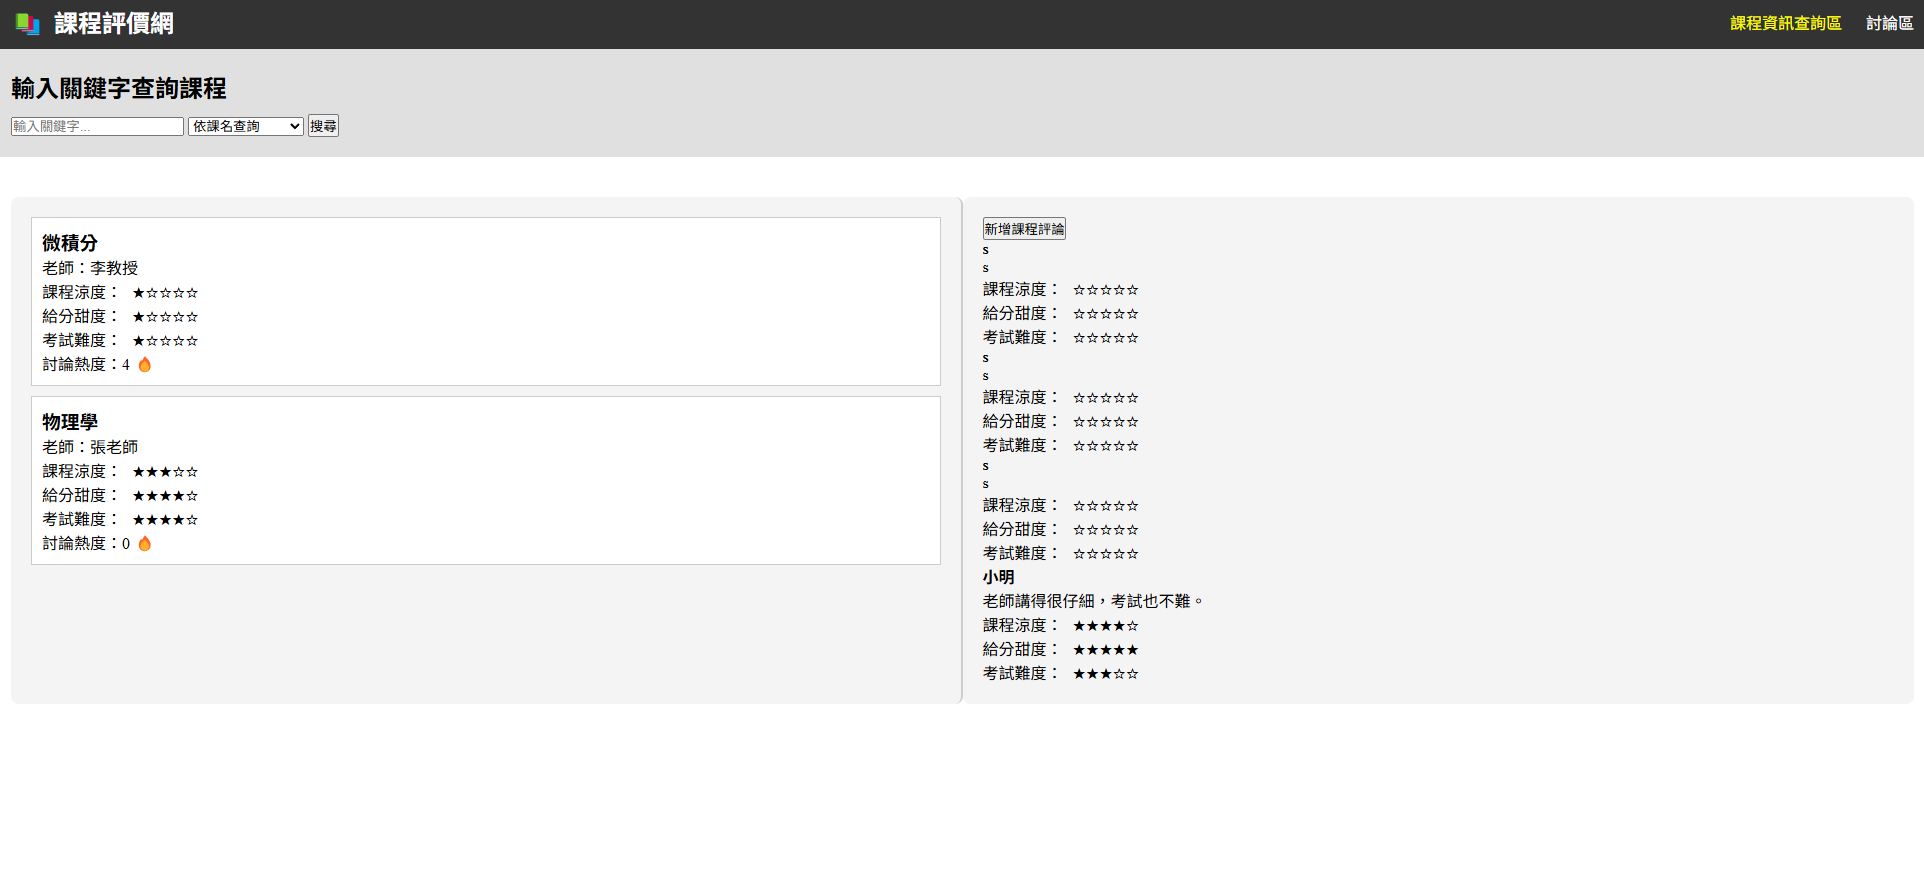 課程評價網
課程資訊查詢區 討論區
輸入關鍵字查詢課程
輸入關鍵字... 依課名查詢 搜尋
微積分
老師：李教授
課程涼度： ★☆☆☆☆
給分甜度： ★☆☆☆☆
考試難度： ★☆☆☆☆
討論熱度：4 🔥
物理學
老師：張老師
課程涼度： ★★★☆☆
給分甜度： ★★★★☆
考試難度： ★★★★☆
討論熱度：0 🔥
新增課程評論
s
s
課程涼度： ☆☆☆☆☆
給分甜度： ☆☆☆☆☆
考試難度： ☆☆☆☆☆
s
s
課程涼度： ☆☆☆☆☆
給分甜度： ☆☆☆☆☆
考試難度： ☆☆☆☆☆
s
s
課程涼度： ☆☆☆☆☆
給分甜度： ☆☆☆☆☆
考試難度： ☆☆☆☆☆
小明
老師講得很仔細，考試也不難。
課程涼度： ★★★★☆
給分甜度： ★★★★★
考試難度： ★★★☆☆